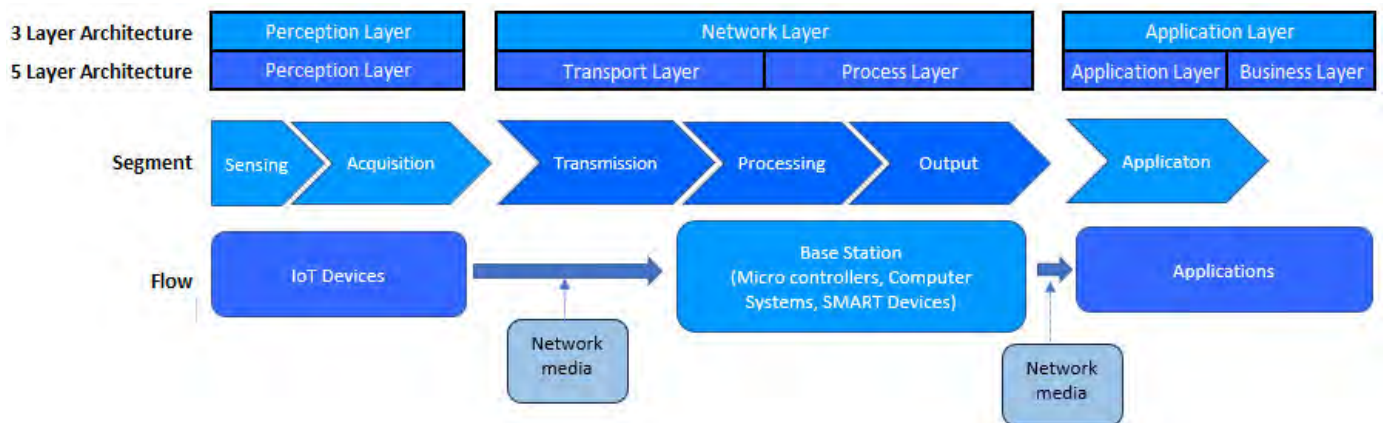 3 Layer Architecture
Perception Layer
Network Layer
Application Layer
5 Layer Architecture
Perception Layer
Transport Layer
Process Layer
Application Layer
Business Layer
Segment
Sensing
Acquisition
Transmission
Processing
Output
Applicaton
Flow
IoT Devices
Base Station
(Micro controllers, Computer
Systems, SMART Devices)
Applications
Network
media
Network
media